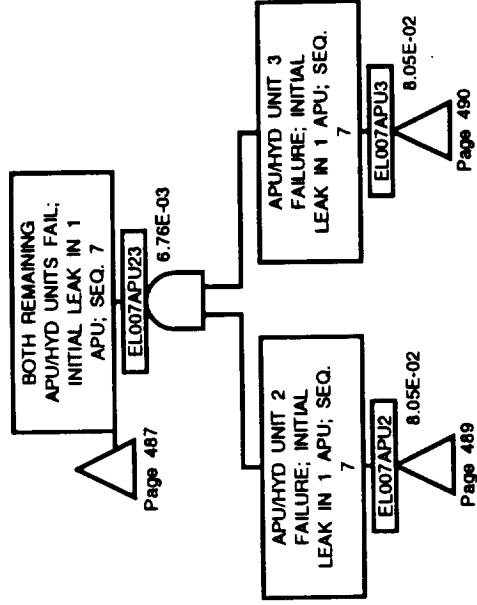 BOTH REMAINING
APU/HYD UNITS FAIL;
INITIAL LEAK IN 1
APU; SEQ. 7
EL007APU23
6.76E-03
Page 487
APU/HYD UNIT 2
FAILURE; INITIAL
LEAK IN 1 APU; SEQ.
7
EL007APU2
8.05E-02
Page 489
APU/HYD UNIT 3
FAILURE; INITIAL
LEAK IN 1 APU; SEQ.
7
EL007APU3
8.05E-02
Page 490